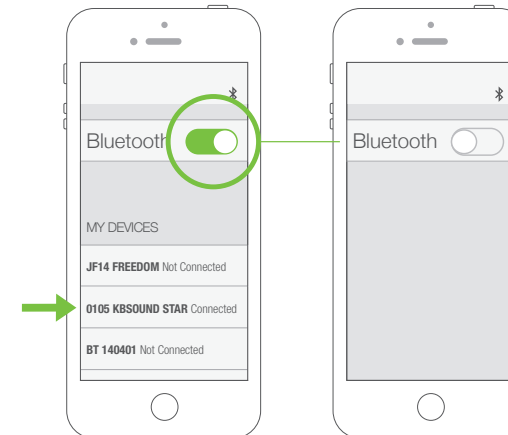 Bluetooth
MY DEVICES
JF14 FREEDOM Not Connected
0105 KBSOUND STAR Connected
BT 140401 Not Connected
Bluetooth